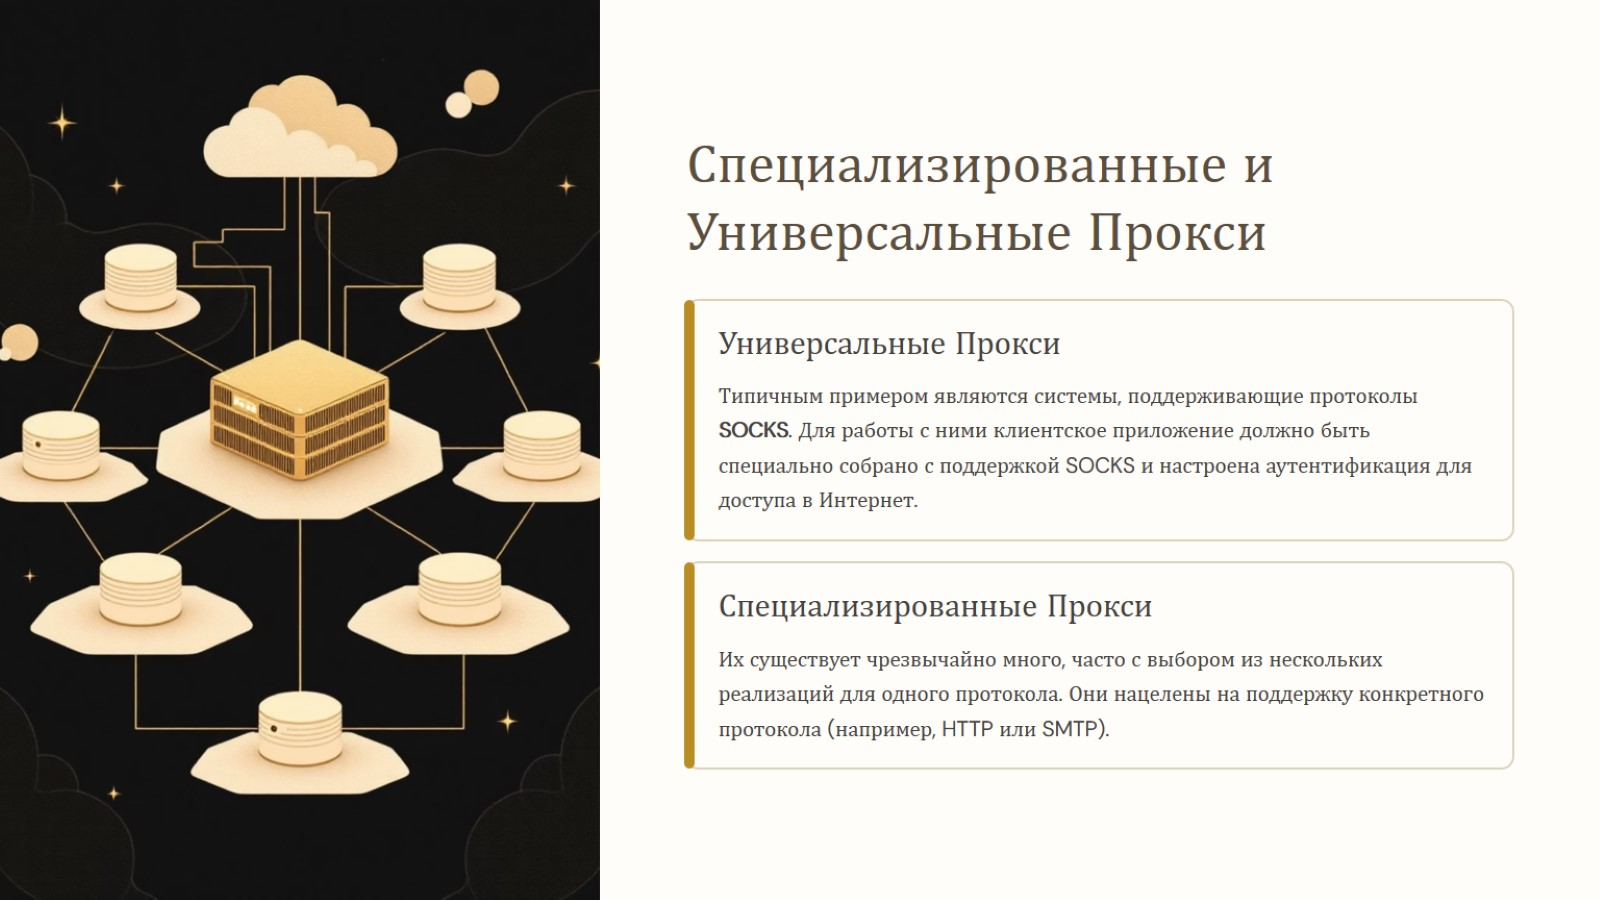 Специализированные и
Универсальные Прокси
Универсальные Прокси
Типичным примером являются системы, поддерживающие протоколы
SOCKS. Для работы с ними клиентское приложение должно быть
специально собрано с поддержкой SOCKS и настроена аутентификация для
доступа в Интернет.
Специализированные Прокси
Их существует чрезвычайно много, часто с выбором из нескольких
реализаций для одного протокола. Они нацелены на поддержку конкретного
протокола (например, HTTP или SMTP).